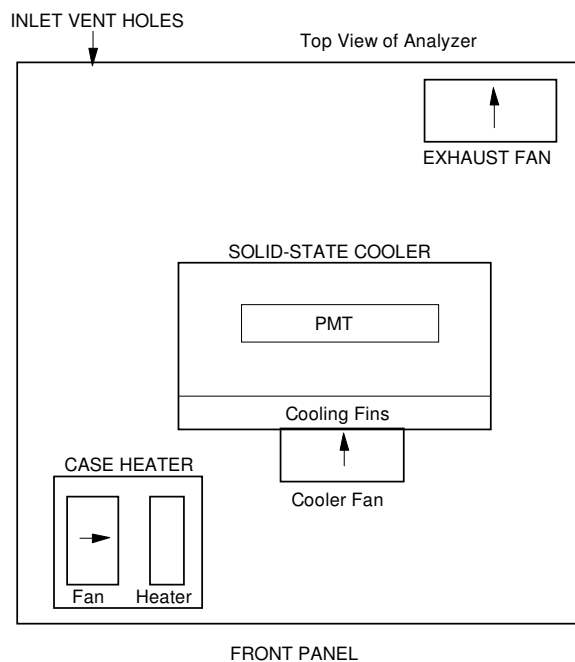 INLET VENT HOLES
Top View of Analyzer
EXHAUST FAN
SOLID-STATE COOLER
PMT
Cooling Fins
Cooler Fan
CASE HEATER
Fan
Heater
FRONT PANEL